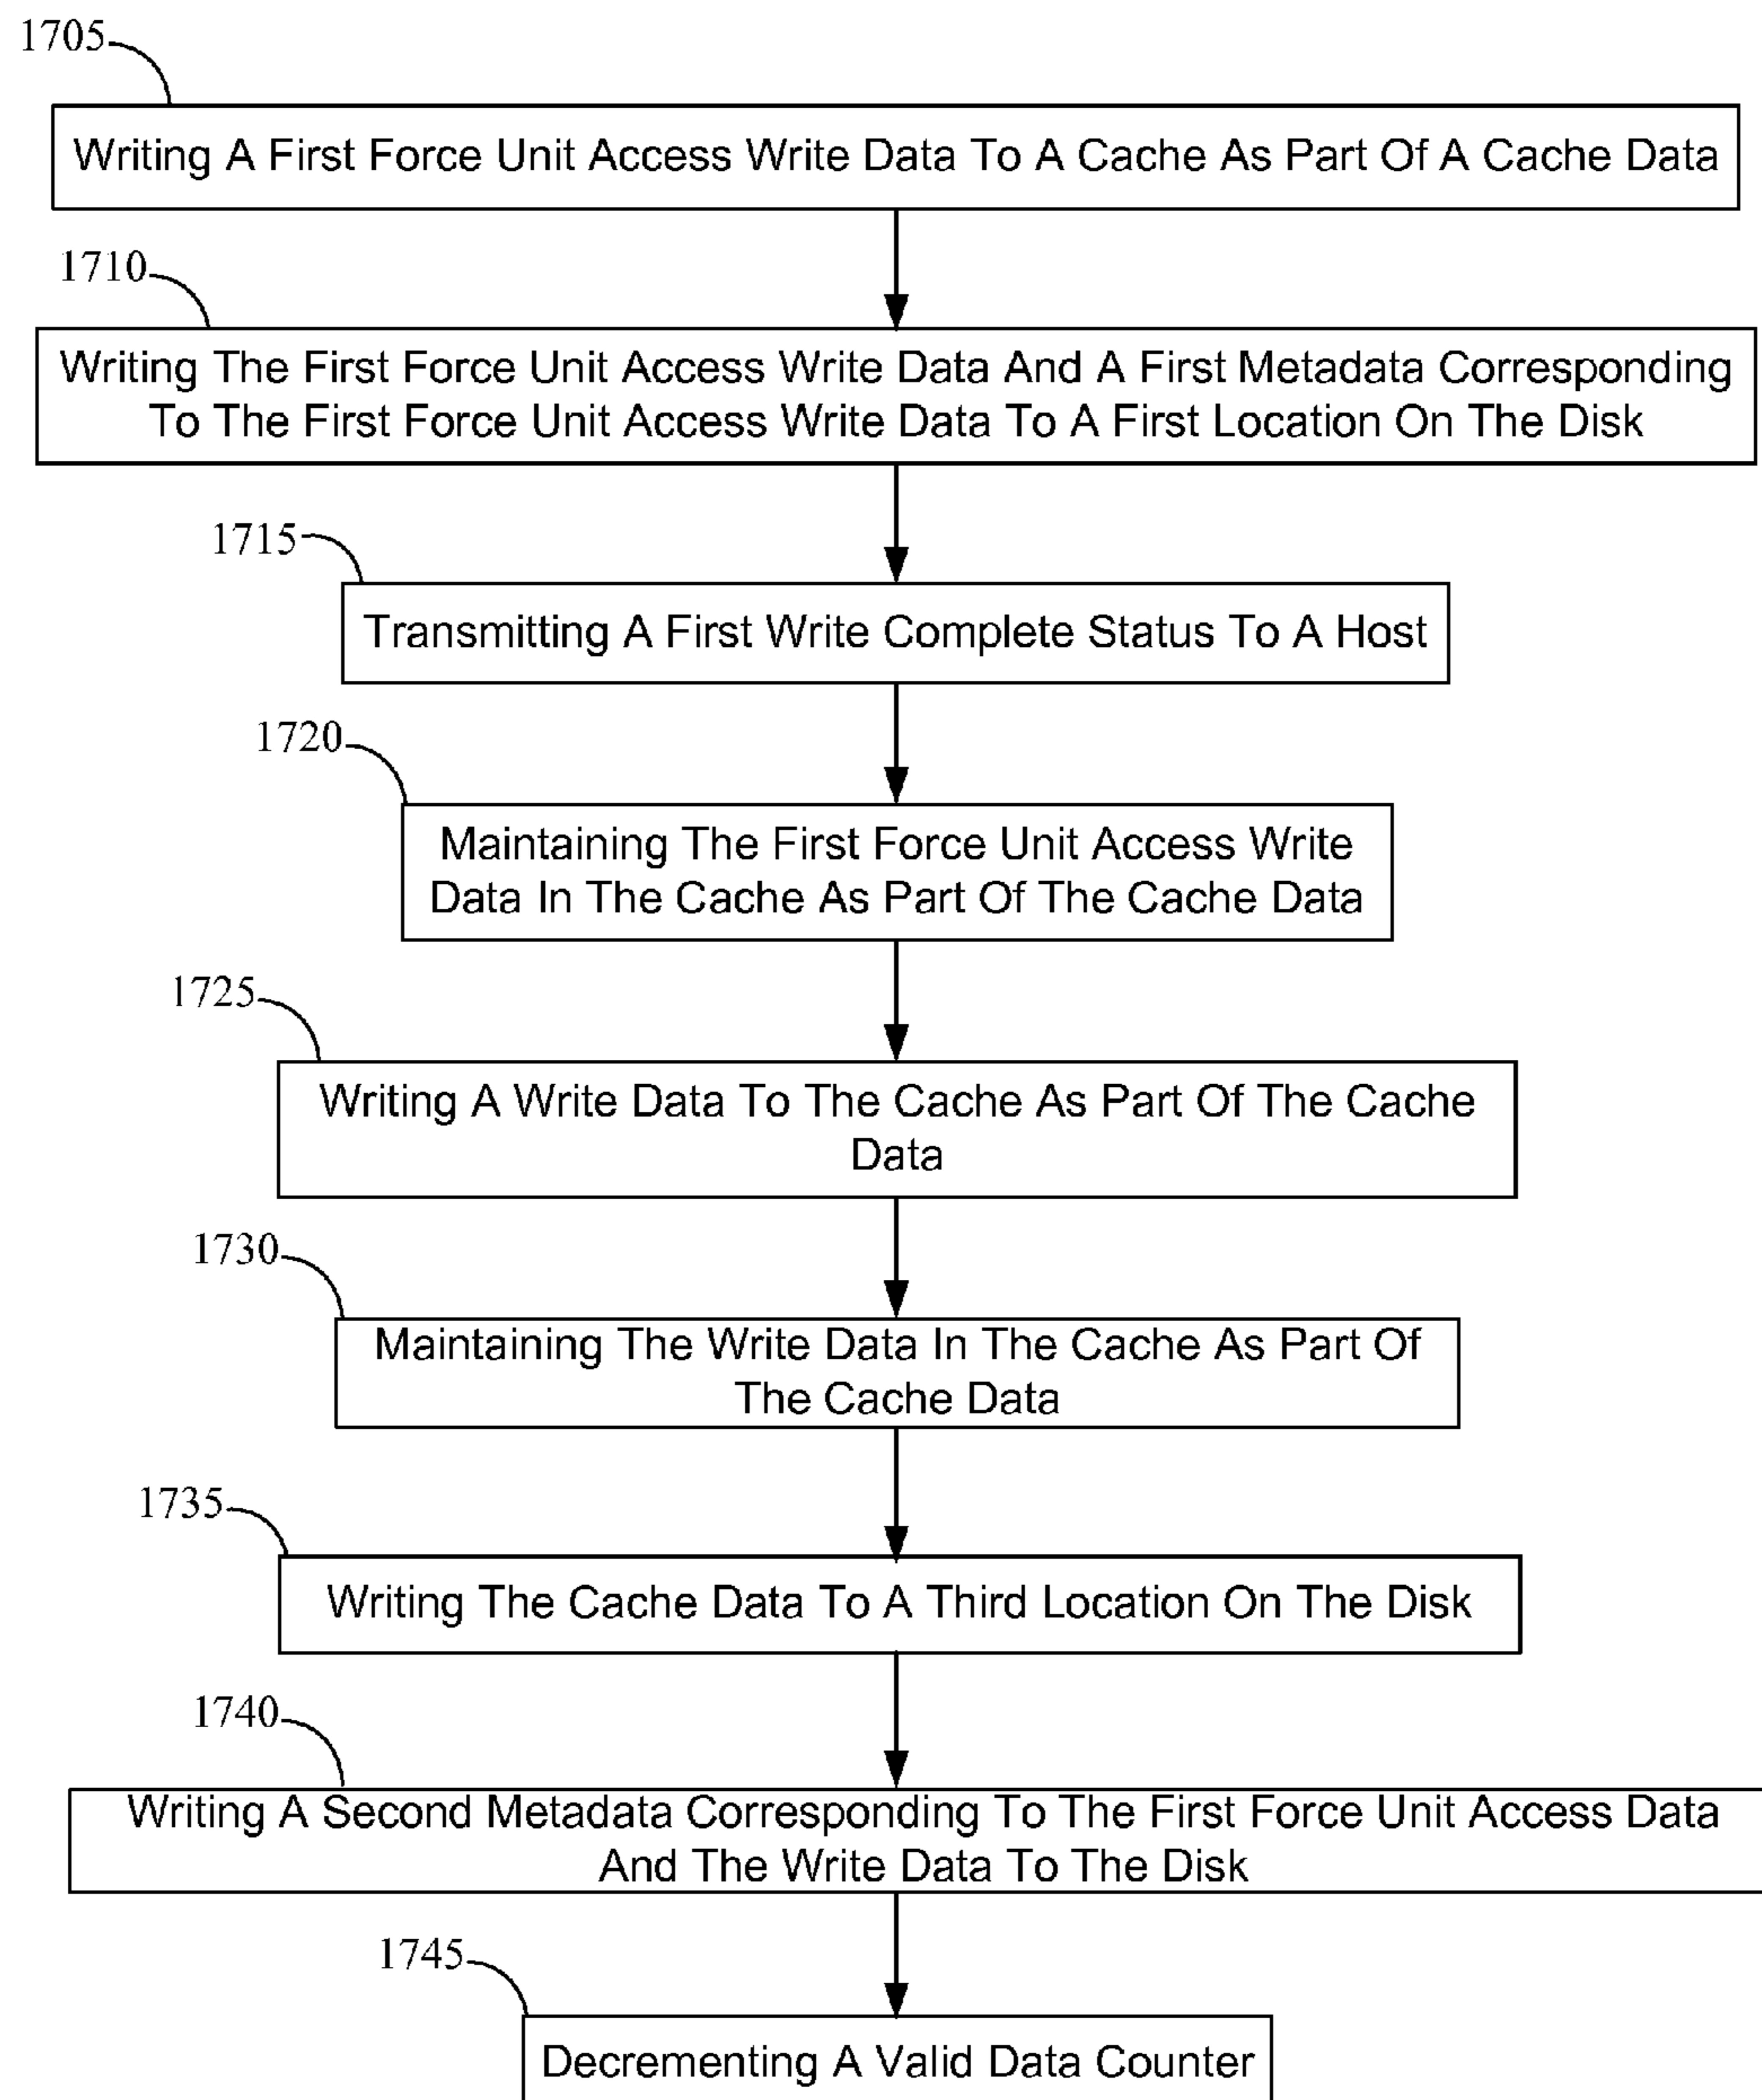 1705
Writing A First Force Unit Access Write Data To A Cache As Part Of A Cache Data
1710
Writing The First Force Unit Access Write Data And A First Metadata Corresponding
To The First Force Unit Access Write Data To A First Location On The Disk
1715
Transmitting A First Write Complete Status To A Host
1720
Maintaining The First Force Unit Access Write
Data In The Cache As Part Of The Cache Data
1725
Writing A Write Data To The Cache As Part Of The Cache
Data
1730
Maintaining The Write Data In The Cache As Part Of
The Cache Data
1735
Writing The Cache Data To A Third Location On The Disk
1740
Writing A Second Metadata Corresponding To The First Force Unit Access Data
And The Write Data To The Disk
1745
Decrementing A Valid Data Counter